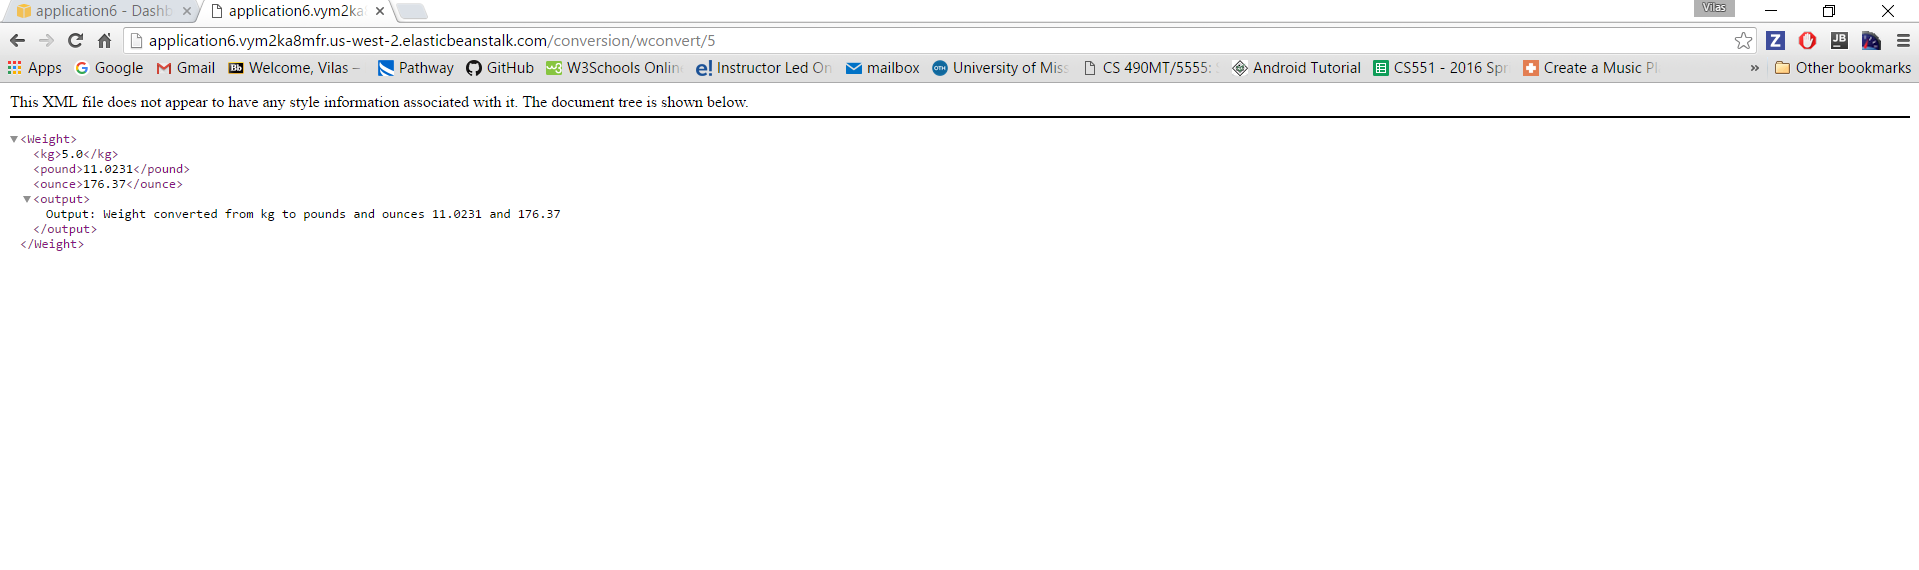 application6 - Dashb
application6.vym2ka
Vilas
application6.vym2ka8mfr.us-west-2.elasticbeanstalk.com/conversion/wconvert/5
Apps Google Gmail Bb Welcome, Vilas – Pathway GitHub W3Schools Onlin e! Instructor Led On mailbox University of Miss CS 490MT/5555: Android Tutorial CS551 - 2016 Spr Create a Music Pl » Other bookmarks
This XML file does not appear to have any style information associated with it. The document tree is shown below.
<Weight>
<kg>5.0</kg>
<pound>11.0231</pound>
<ounce>176.37</ounce>
<output>
Output: Weight converted from kg to pounds and ounces 11.0231 and 176.37
</output>
</Weight>